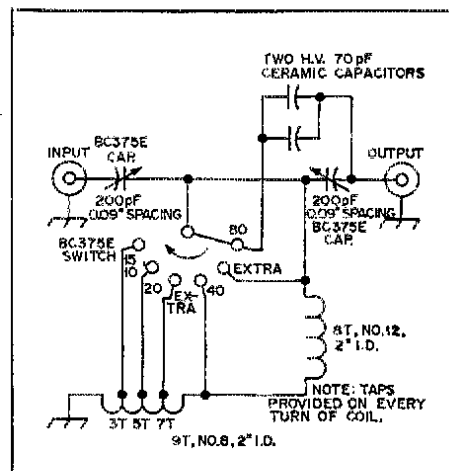 TWO H.V. 70 pF
CERAMIC CAPACITORS
INPUT
BC375E
CAP.
OUTPUT
200pF
0.09" SPACING
200pF
0.09" SPACING
BC375E
CAP.
BC375E
SWITCH
80
15
10
20
EX-
TRA
40
EXTRA
8T, NO.12,
2" I.D.
NOTE: TAPS
PROVIDED ON EVERY
TURN OF COIL.
3T 5T 7T
9T, NO.8, 2" I.D.